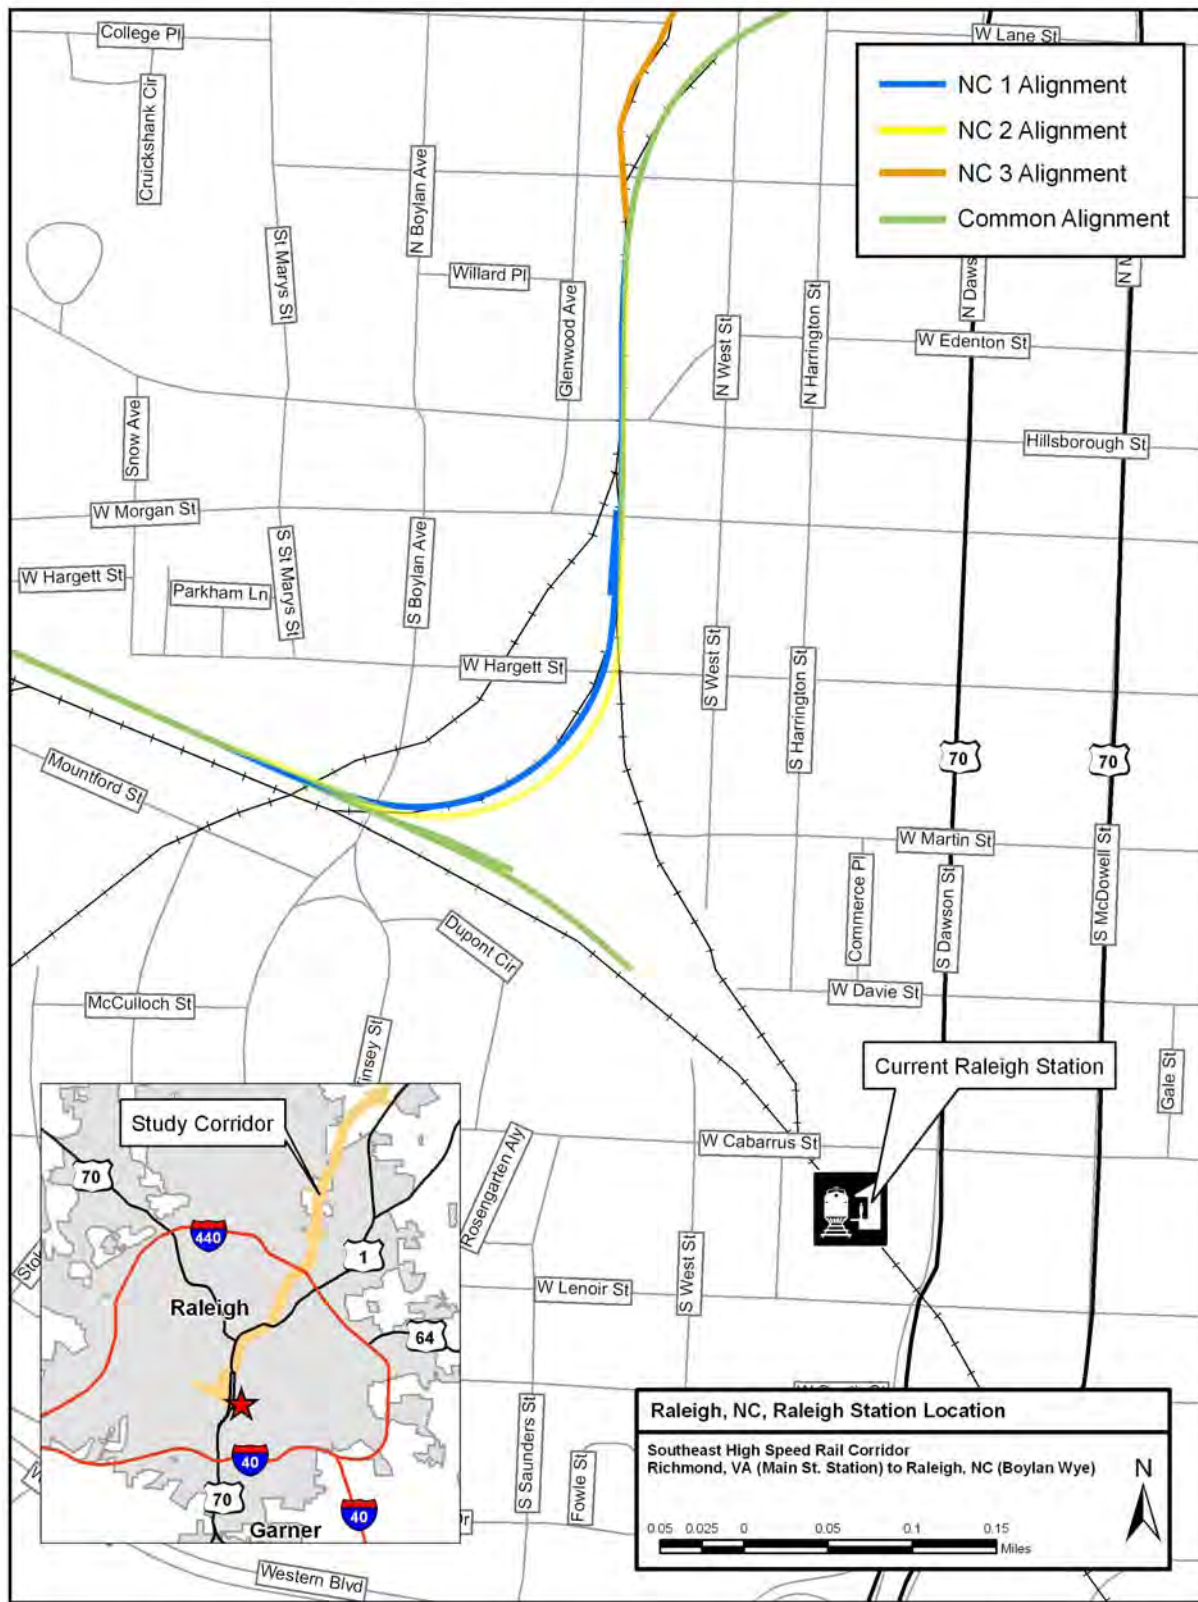 College Pl
Cruickshank Cir
W Lane St
NC 1 Alignment
NC 2 Alignment
NC 3 Alignment
Common Alignment
N Boylan Ave
St Marys St
Willard Pl
Glenwood Ave
N West St
N Harrington St
N Daws
N M
W Edenton St
Snow Ave
Hillsborough St
W Morgan St
S St Marys St
S Boylan Ave
W Hargett St
Parkham Ln
W Hargett St
S West St
S Harrington St
70
70
Mountford St
W Martin St
Commerce Pl
S Dawson St
S McDowell St
Dupont Cir
W Davie St
McCulloch St
insey St
Current Raleigh Station
Gale St
Study Corridor
W Cabarrus St
Rosengarten Aly
70
440
1
Raleigh
64
W Lenoir St
S West St
40
70
40
Garner
S Saunders St
Fowle St
Western Blvd
Raleigh, NC, Raleigh Station Location
Southeast High Speed Rail Corridor
Richmond, VA (Main St. Station) to Raleigh, NC (Boylan Wye)
N
0.05 0.025 0 0.05 0.1 0.15
Miles